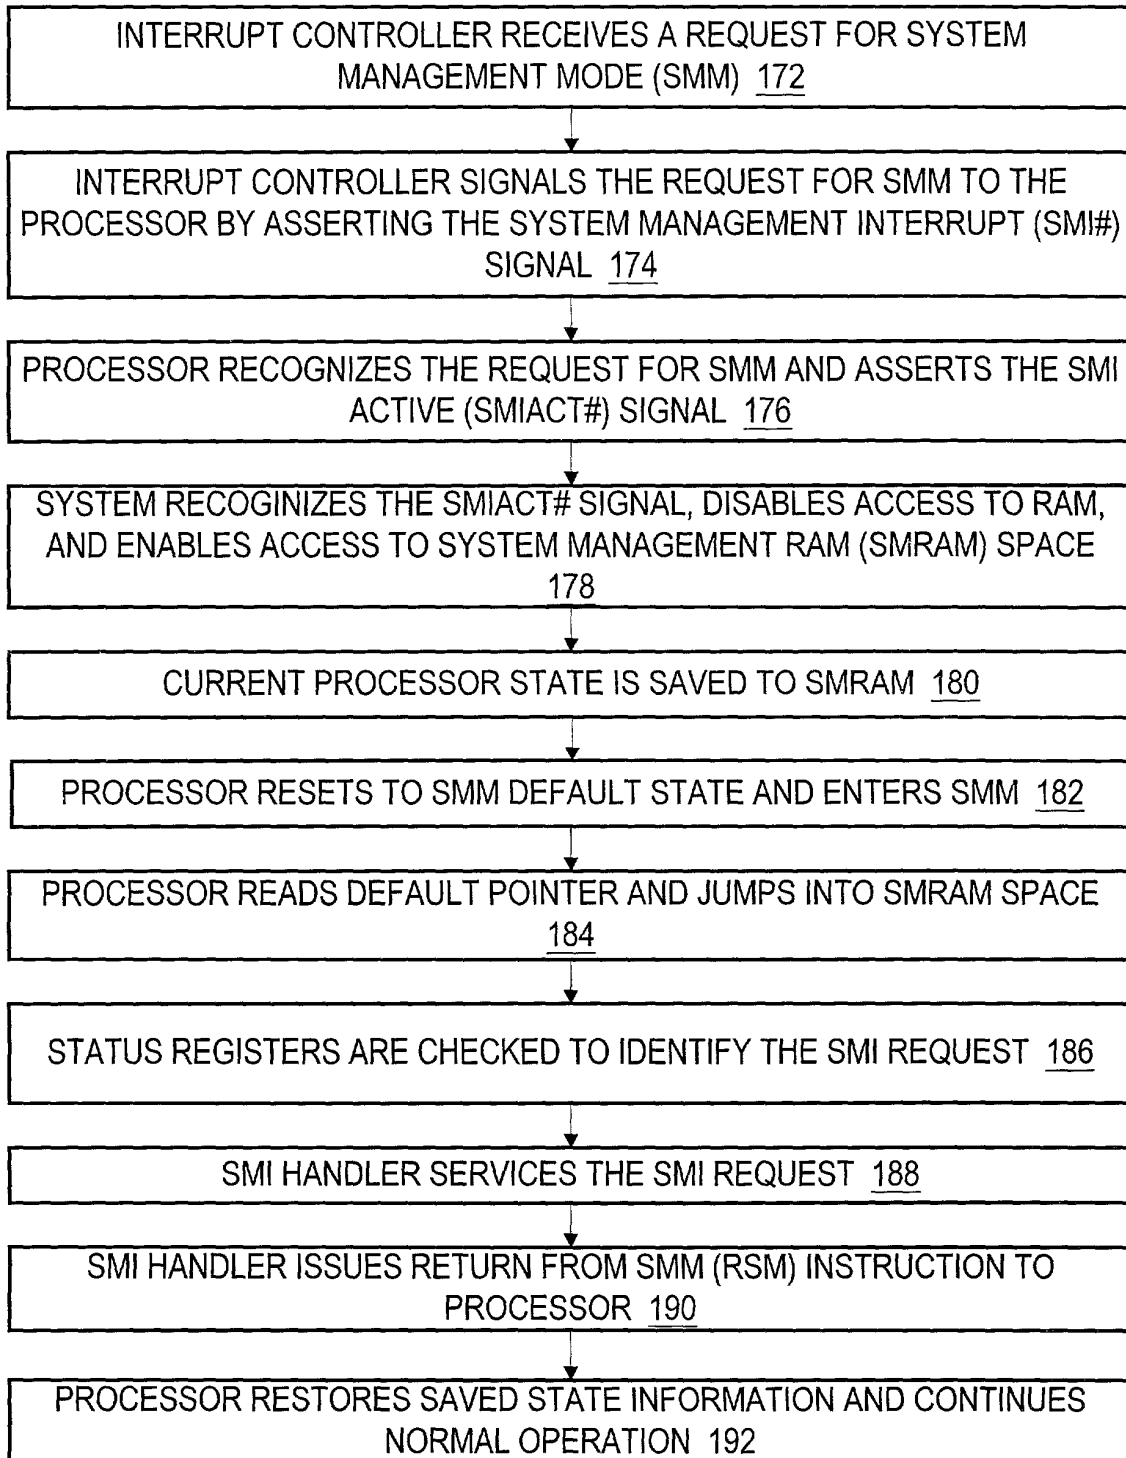 INTERRUPT CONTROLLER RECEIVES A REQUEST FOR SYSTEM
MANAGEMENT MODE (SMM) 172
INTERRUPT CONTROLLER SIGNALS THE REQUEST FOR SMM TO THE
PROCESSOR BY ASSERTING THE SYSTEM MANAGEMENT INTERRUPT (SMI#)
SIGNAL 174
PROCESSOR RECOGNIZES THE REQUEST FOR SMM AND ASSERTS THE SMI
ACTIVE (SMIACT#) SIGNAL 176
SYSTEM RECOGINIZES THE SMIACT# SIGNAL, DISABLES ACCESS TO RAM,
AND ENABLES ACCESS TO SYSTEM MANAGEMENT RAM (SMRAM) SPACE
178
CURRENT PROCESSOR STATE IS SAVED TO SMRAM 180
PROCESSOR RESETS TO SMM DEFAULT STATE AND ENTERS SMM 182
PROCESSOR READS DEFAULT POINTER AND JUMPS INTO SMRAM SPACE
184
STATUS REGISTERS ARE CHECKED TO IDENTIFY THE SMI REQUEST 186
SMI HANDLER SERVICES THE SMI REQUEST 188
SMI HANDLER ISSUES RETURN FROM SMM (RSM) INSTRUCTION TO
PROCESSOR 190
PROCESSOR RESTORES SAVED STATE INFORMATION AND CONTINUES
NORMAL OPERATION 192